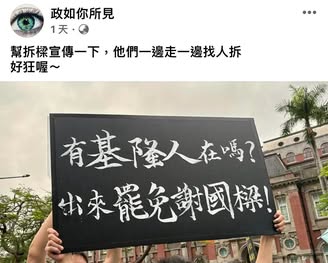 政如你所見
1天
幫拆樑宣傳一下，他們一邊走一邊找人拆
好狂喔～
有基隆人在嗎？
出來罷免謝國樑！